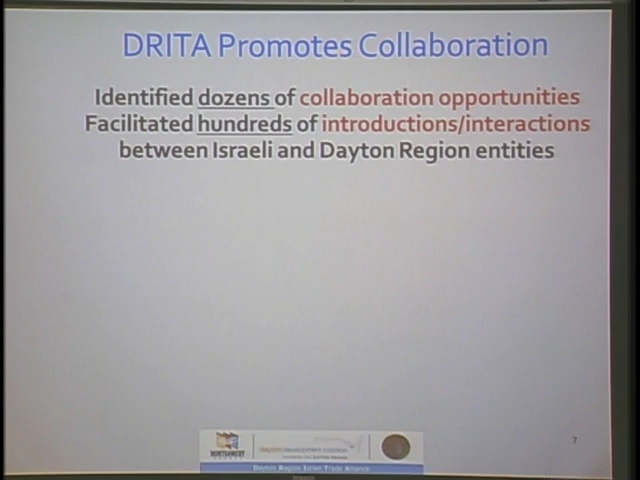 DRITA Promotes Collaboration
Identified dozens of collaboration opportunities
Facilitated hundreds of introductions/interactions
between Israeli and Dayton Region entities
7
MONTGOMERY
dayton development coalition
Dayton Region Israel Trade Alliance